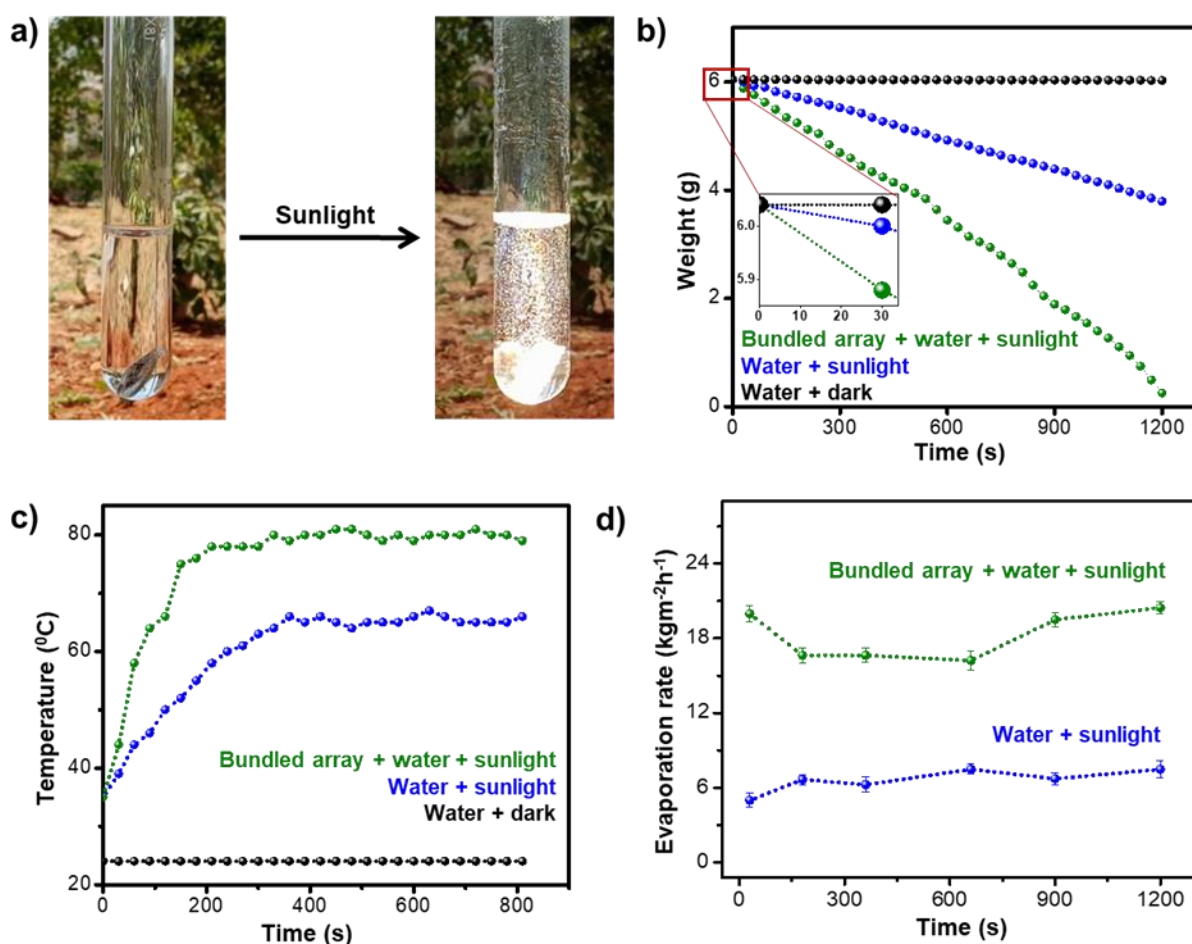 a)
Sunlight
b)
Weight (g)
6
4
2
0
6.0
5.9
0 10 20 30
Bundled array + water + sunlight
Water + sunlight
Water + dark
0 300 600 900 1200
Time (s)
c)
Temperature (⁰C)
80
60
40
20
Bundled array + water + sunlight
Water + sunlight
Water + dark
0 200 400 600 800
Time (s)
d)
Evaporation rate (kgm⁻²h⁻¹)
24
18
12
6
0
Bundled array + water + sunlight
Water + sunlight
0 300 600 900 1200
Time (s)